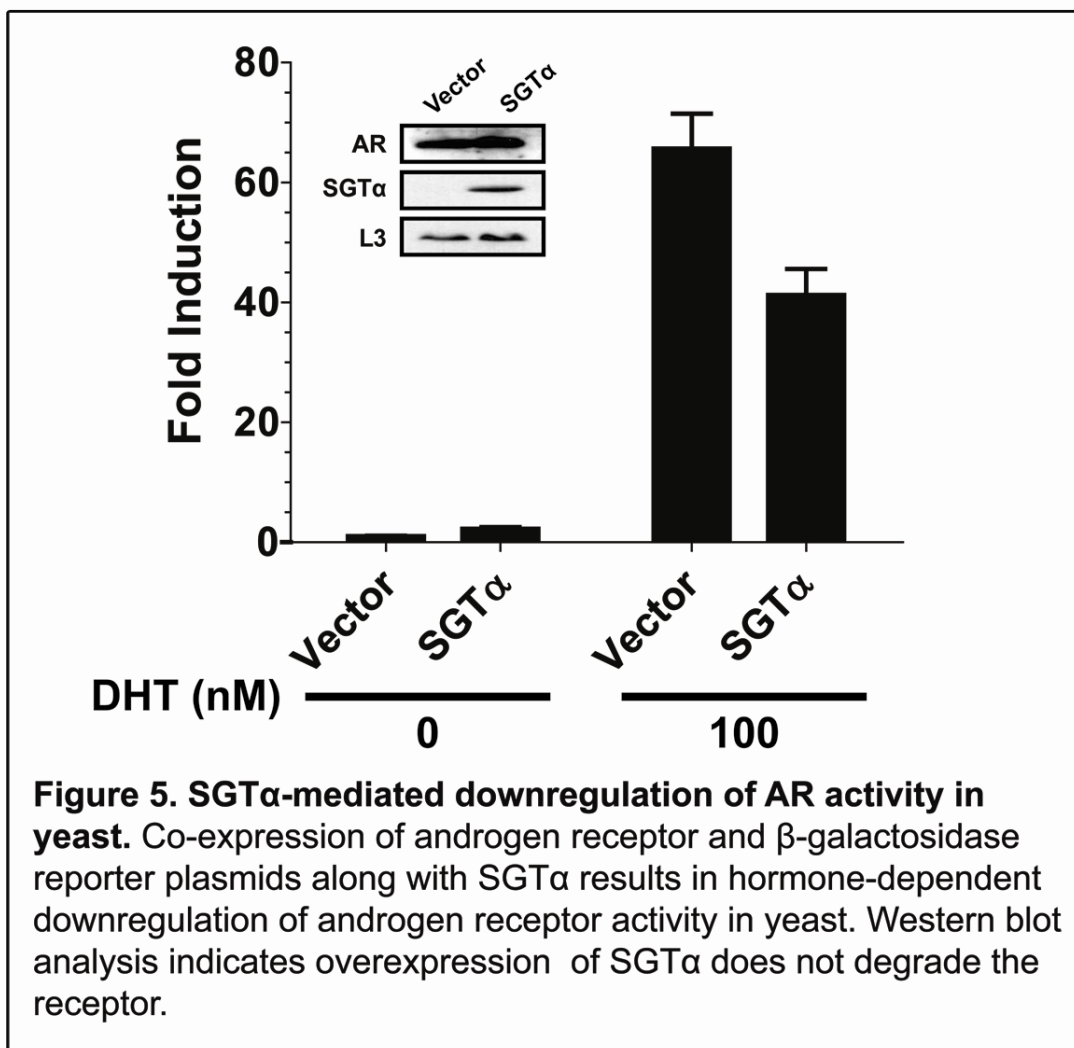 80
60
40
20
0
Fold Induction
Vector
SGTα
AR
SGTα
L3
Vector
SGTα
Vector
SGTα
DHT (nM)
0
100
Figure 5. SGTα-mediated downregulation of AR activity in
yeast. Co-expression of androgen receptor and β-galactosidase
reporter plasmids along with SGTα results in hormone-dependent
downregulation of androgen receptor activity in yeast. Western blot
analysis indicates overexpression of SGTα does not degrade the
receptor.